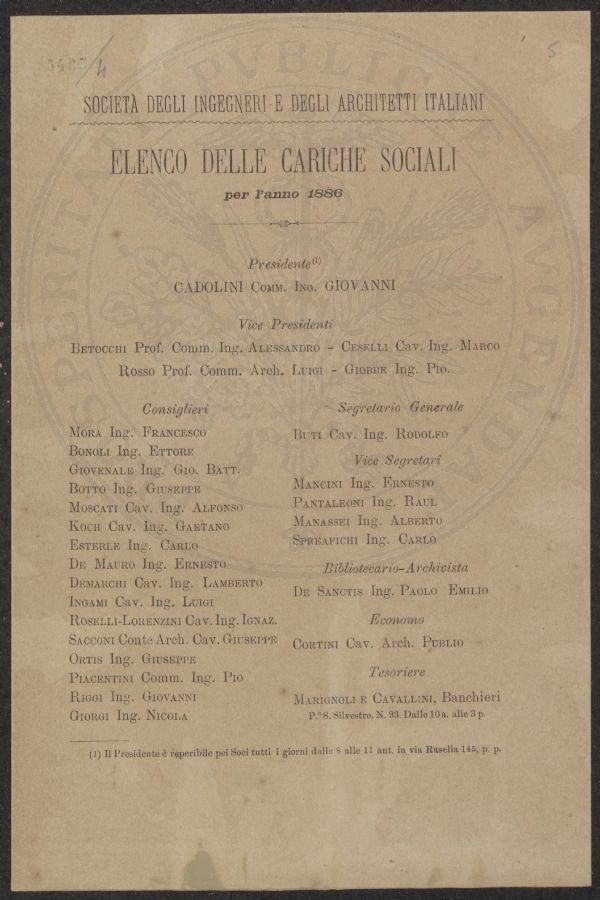 5
SOCIETÀ DEGLI INGEGNERI E DEGLI ARCHITETTI ITALIANI
ELENCO DELLE CARICHE SOCIALI
per l'anno 1886
Presidente(1)
CADOLINI COMM. ING. GIOVANNI
Vice Presidenti
BETOCCHI Prof. Comm. Ing. ALESSANDRO - CESELLI Cav. Ing. MARCO
ROSSO Prof. Comm. Arch. LUIGI - GIOBBE Ing. PIO.
Consiglieri
MORA Ing. FRANCESCO
BONOLI Ing. ETTORE
GIOVENALE Ing. GIO. BATT.
BOTTO Ing. GIUSEPPE
MOSCATI Cav. Ing. ALFONSO
KOCH Cav. Ing. GAETANO
ESTERLE Ing. CARLO
DE MAURO Ing. ERNESTO
DEMARCHI Cav. Ing. LAMBERTO
INGAMI Cav. Ing. LUIGI
ROSELLI-LORENZINI Cav. Ing. IGNAZ.
SACCONI Conte Arch. Cav. GIUSEPPE
ORTIS Ing. GIUSEPPE
PIACENTINI Comm. Ing. PIO
RIGGI Ing. GIOVANNI
GIORGI Ing. NICOLA
Segretario Generale
BUTI Cav. Ing. RODOLFO
Vice Segretari
MANCINI Ing. ERNESTO
PANTALEONI Ing. RAUL
MANASSEI Ing. ALBERTO
SPREAFICHI Ing. CARLO
Bibliotecario-Archivista
DE SANCTIS Ing. PAOLO EMILIO
Economo
CORTINI Cav. Arch. PUBLIO
Tesoriere
MARIGNOLI E CAVALLINI, Banchieri
P.a S. Silvestro, N. 93. Dalle 10 a. alle 3 p.
(1) Il Presidente è reperibile pei Soci tutti i giorni dalle 8 alle 11 ant. in via Rasella 145, p. p.